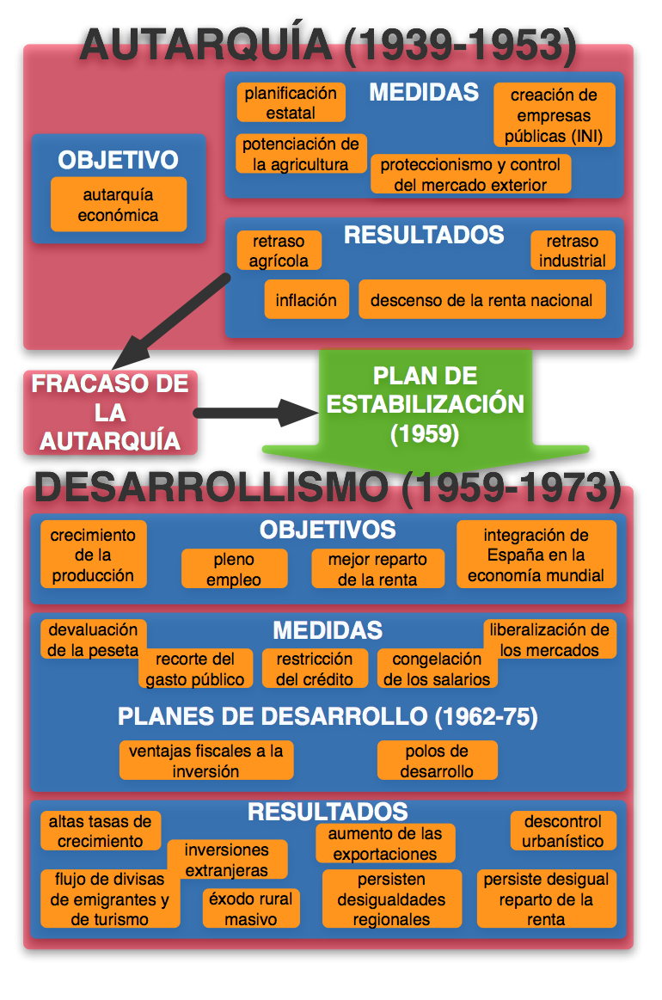 AUTARQUÍA (1939-1953)
OBJETIVO
autarquía
económica
MEDIDAS
planificación
estatal
creación de
empresas
públicas (INI)
potenciación de
la agricultura
proteccionismo y control
del mercado exterior
RESULTADOS
retraso
agrícola
retraso
industrial
inflación
descenso de la renta nacional
FRACASO DE
LA
AUTARQUÍA
PLAN DE
ESTABILIZACIÓN
(1959)
DESARROLLISMO (1959-1973)
OBJETIVOS
crecimiento
de la
producción
pleno
empleo
mejor reparto
de la renta
integración de
España en la
economía mundial
MEDIDAS
devaluación
de la peseta
recorte del
gasto público
restricción
del crédito
congelación
de los salarios
liberalización de
los mercados
PLANES DE DESARROLLO (1962-75)
ventajas fiscales a la
inversión
polos de
desarrollo
RESULTADOS
altas tasas de
crecimiento
inversiones
extranjeras
aumento de las
exportaciones
descontrol
urbanístico
flujo de divisas
de emigrantes y
de turismo
éxodo rural
masivo
persisten
desigualdades
regionales
persiste desigual
reparto de la
renta